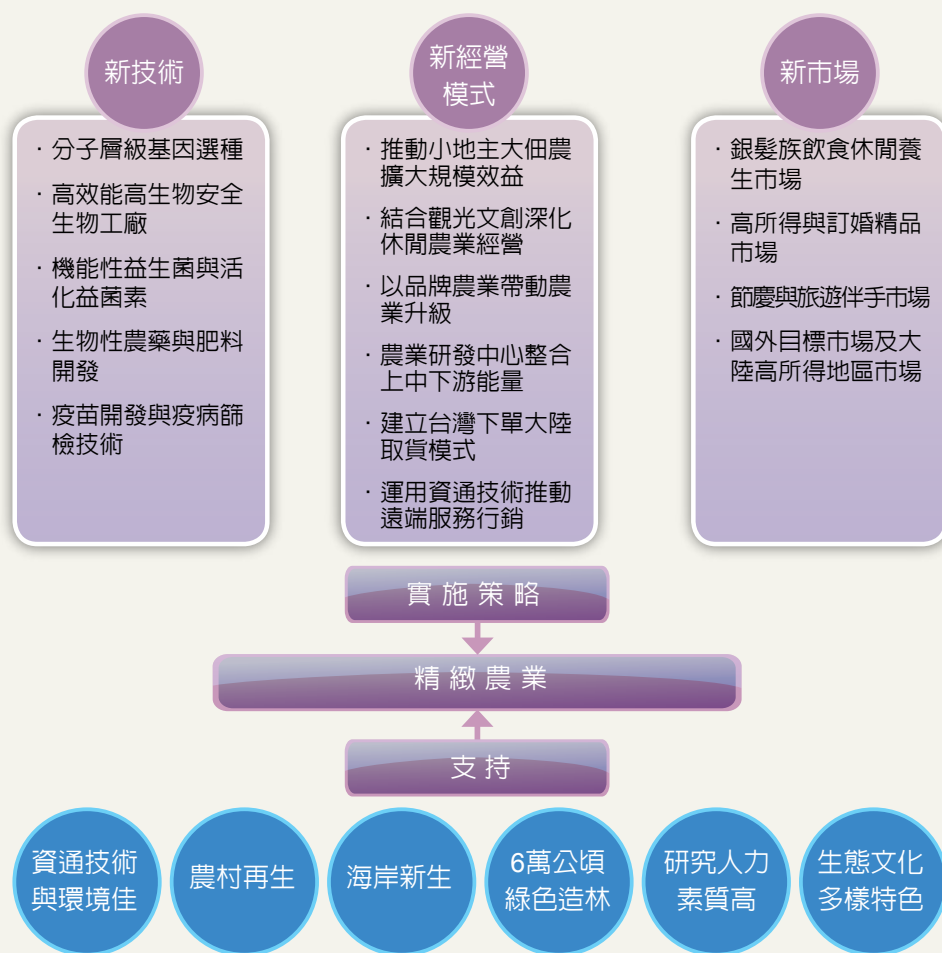 新技術
· 分子層級基因選種
· 高效能高生物安全
生物工廠
· 機能性益生菌與活
化益菌素
· 生物性農藥與肥料
開發
· 疫苗開發與疫病篩
檢技術
新經營
模式
· 推動小地主大佃農
擴大規模效益
· 結合觀光文創深化
休閒農業經營
· 以品牌農業帶動農
業升級
· 農業研發中心整合
上中下游能量
· 建立台灣下單大陸
取貨模式
· 運用資通技術推動
遠端服務行銷
新市場
· 銀髮族飲食休閒養
生市場
· 高所得與訂婚精品
市場
· 節慶與旅遊伴手市場
· 國外目標市場及大
陸高所得地區市場
實施策略
精緻農業
支持
資通技術
與環境佳
農村再生
海岸新生
6萬公頃
綠色造林
研究人力
素質高
生態文化
多樣特色